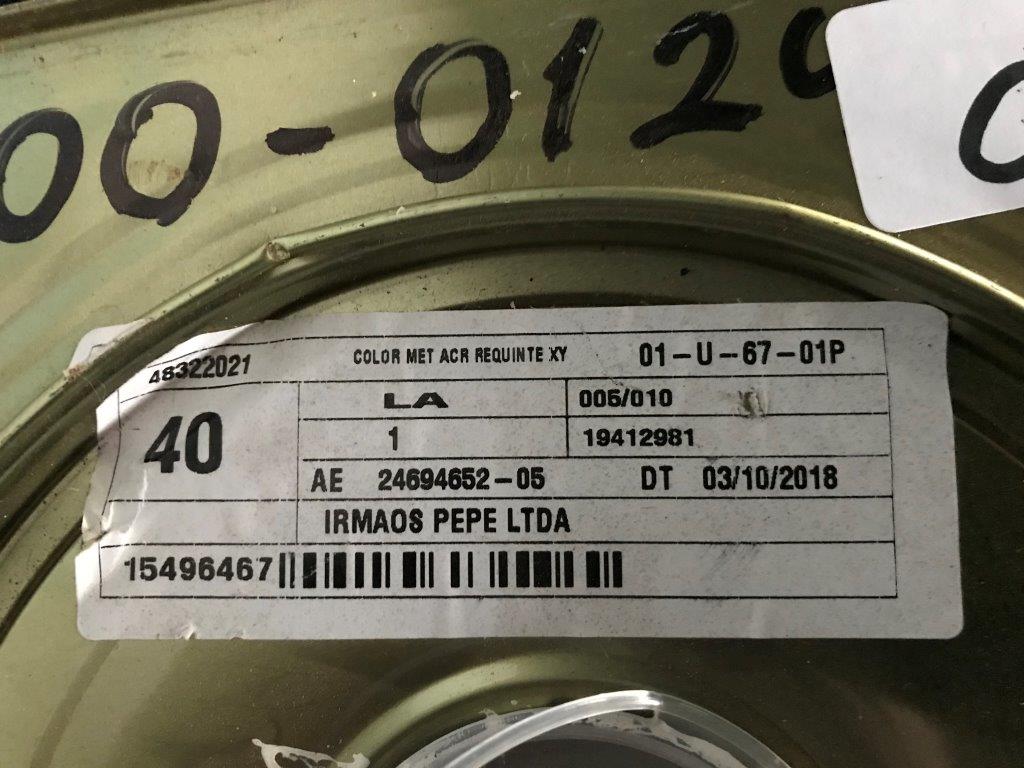 00-012
48322021 COLOR MET ACR REQUINTE XY 01-U-67-01P
40 LA 005/010
1 19412981
AE 24694652-05 DT 03/10/2018
IRMAOS PEPE LTDA
15496467